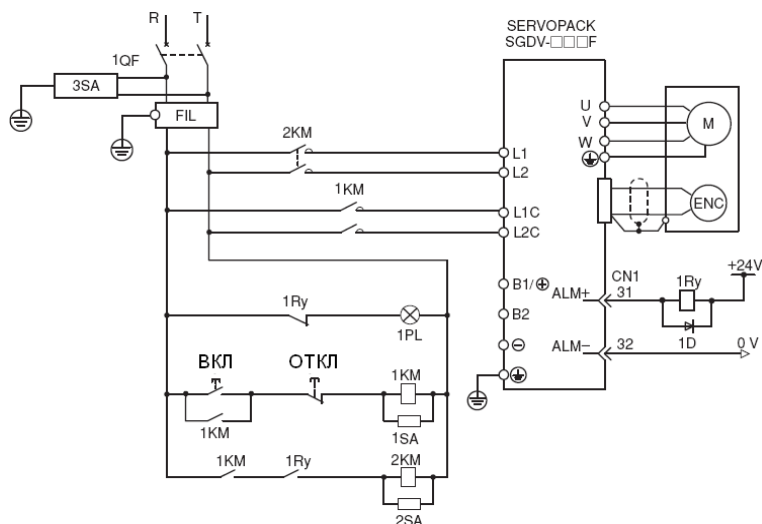 R T
SERVOPACK
SGDV-□□□F
1QF
3SA
FIL
U
V
W
M
2KM
L1
L2
1KM
L1C
L2C
ENC
+24V
B1/⊕
ALM+
CN1
31
1Ry
1Ry
1PL
B2
1D
ALM−
32
0 V
⊖
ВКЛ ОТКЛ
1KM
1KM
1SA
1KM 1Ry 2KM
2SA